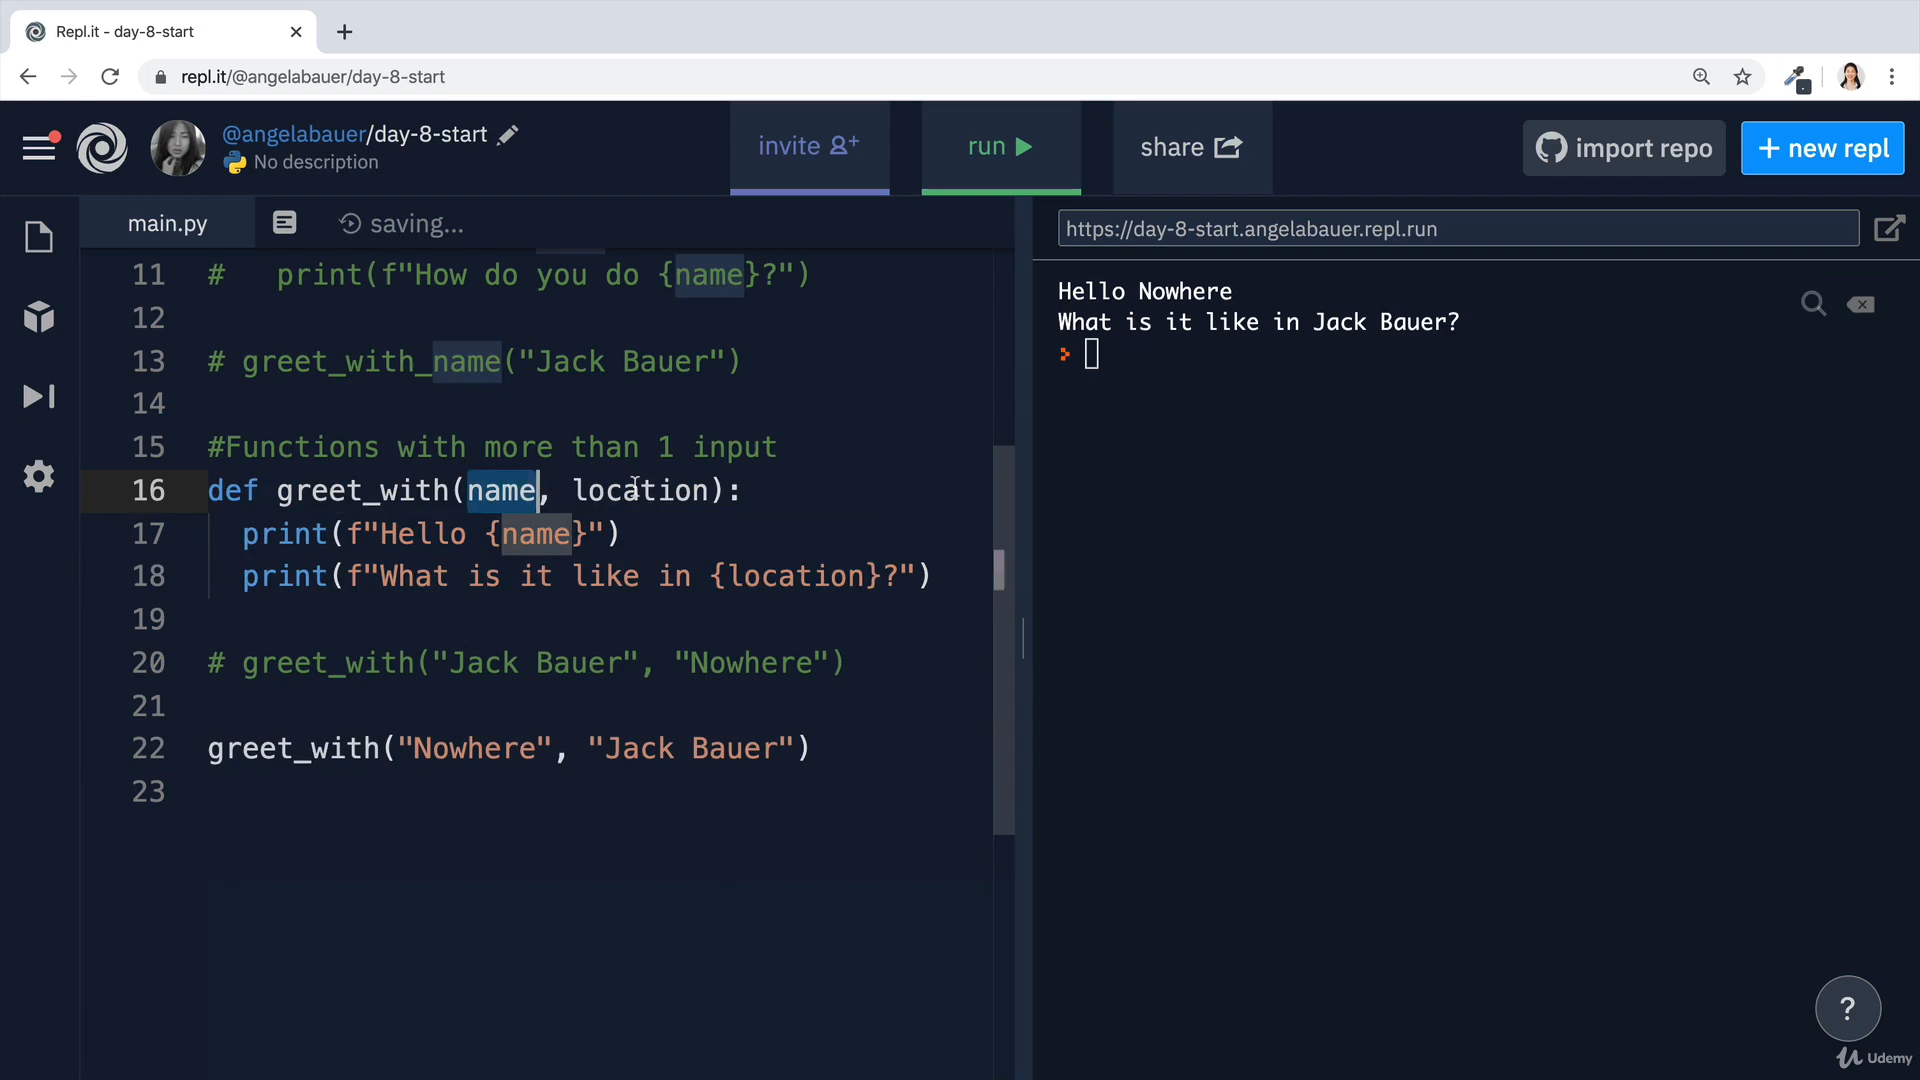 Repl.it - day-8-start
repl.it/@angelabauer/day-8-start
@angelabauer/day-8-start
No description
invite
run
share
import repo
+ new repl
main.py
saving...
https://day-8-start.angelabauer.repl.run
11 #   print(f"How do you do {name}?")
12
13 # greet_with_name("Jack Bauer")
14
15 #Functions with more than 1 input
16 def greet_with(name, location):
17   print(f"Hello {name}")
18   print(f"What is it like in {location}?")
19
20 # greet_with("Jack Bauer", "Nowhere")
21
22 greet_with("Nowhere", "Jack Bauer")
23
Hello Nowhere
What is it like in Jack Bauer?
?
Udemy